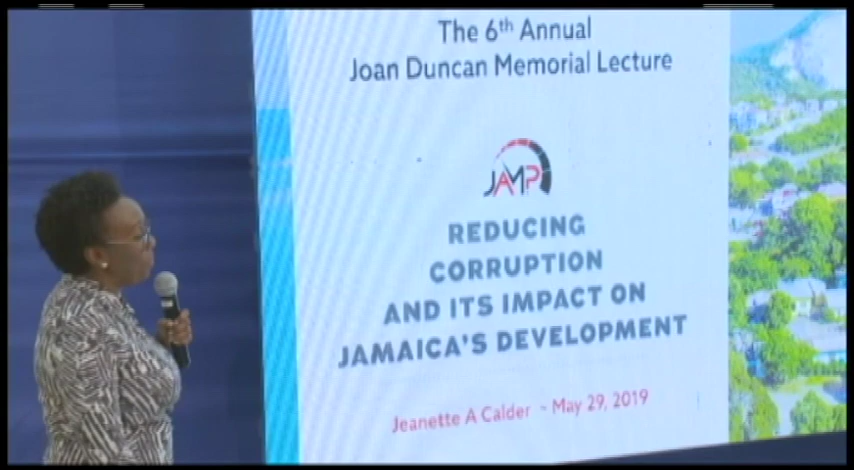 The 6th Annual
Joan Duncan Memorial Lecture
JAMP
REDUCING
CORRUPTION
AND ITS IMPACT ON
JAMAICA'S DEVELOPMENT
Jeanette A Calder - May 29, 2019